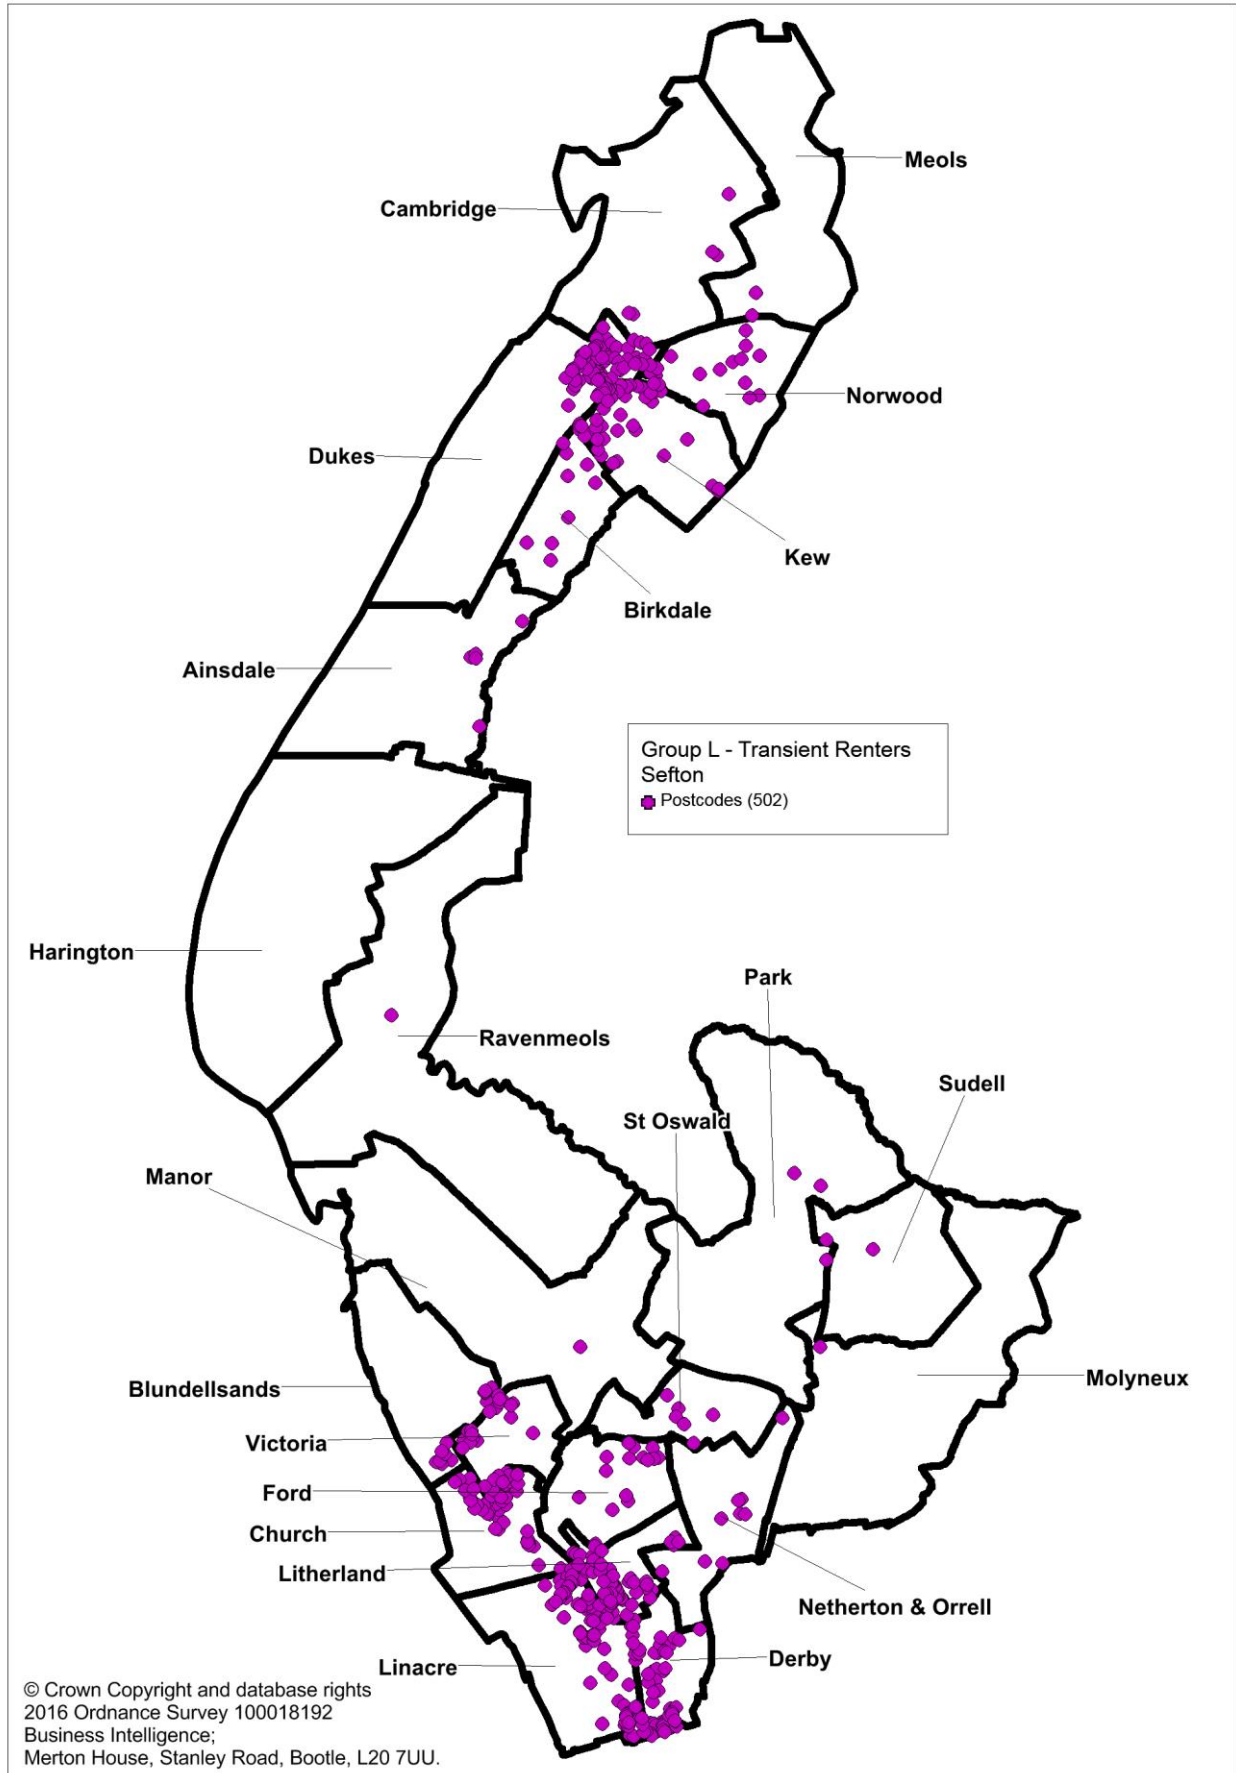 Meols
Cambridge
Norwood
Dukes
Kew
Birkdale
Ainsdale
Group L - Transient Renters
Sefton
Postcodes (502)
Harington
Park
Ravenmeols
Sudell
St Oswald
Manor
Molyneux
Blundellsands
Victoria
Ford
Church
Litherland
Netherton & Orrell
Derby
Linacre
© Crown Copyright and database rights
2016 Ordnance Survey 100018192
Business Intelligence;
Merton House, Stanley Road, Bootle, L20 7UU.